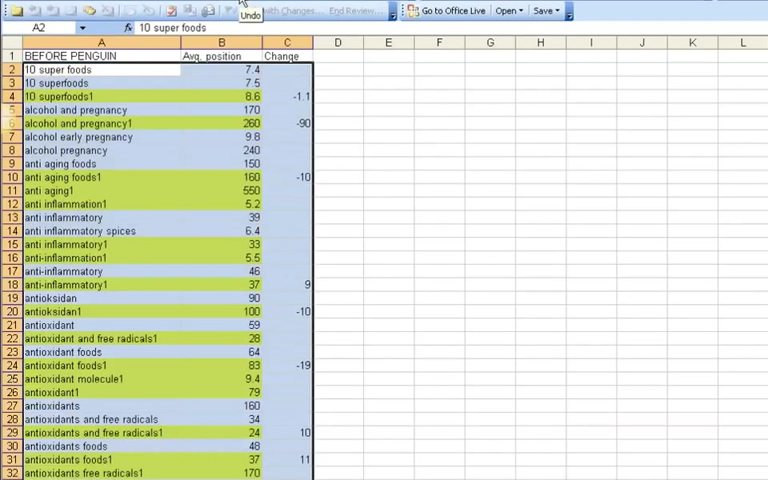 with Changes... End Review... Go to Office Live Open Save
Undo
A2 fx 10 super foods
A B C D E F G H I J K L
1 BEFORE PENGUIN Avg. position Change
2 10 super foods 7.4
3 10 superfoods 7.5
4 10 superfoods1 8.6 -1.1
5 alcohol and pregnancy 170
6 alcohol and pregnancy1 260 -90
7 alcohol early pregnancy 9.8
8 alcohol pregnancy 240
9 anti aging foods 150
10 anti aging foods1 160 -10
11 anti aging1 550
12 anti inflammation1 5.2
13 anti inflammatory 39
14 anti inflammatory spices 6.4
15 anti inflammatory1 33
16 anti-inflammation1 5.5
17 anti-inflammatory 46
18 anti-inflammatory1 37 9
19 antioksidan 90
20 antioksidan1 100 -10
21 antioxidant 59
22 antioxidant and free radicals1 28
23 antioxidant foods 64
24 antioxidant foods1 83 -19
25 antioxidant molecule1 9.4
26 antioxidant1 79
27 antioxidants 160
28 antioxidants and free radicals 34
29 antioxidants and free radicals1 24 10
30 antioxidants foods 48
31 antioxidants foods1 37 11
32 antioxidants free radicals1 170